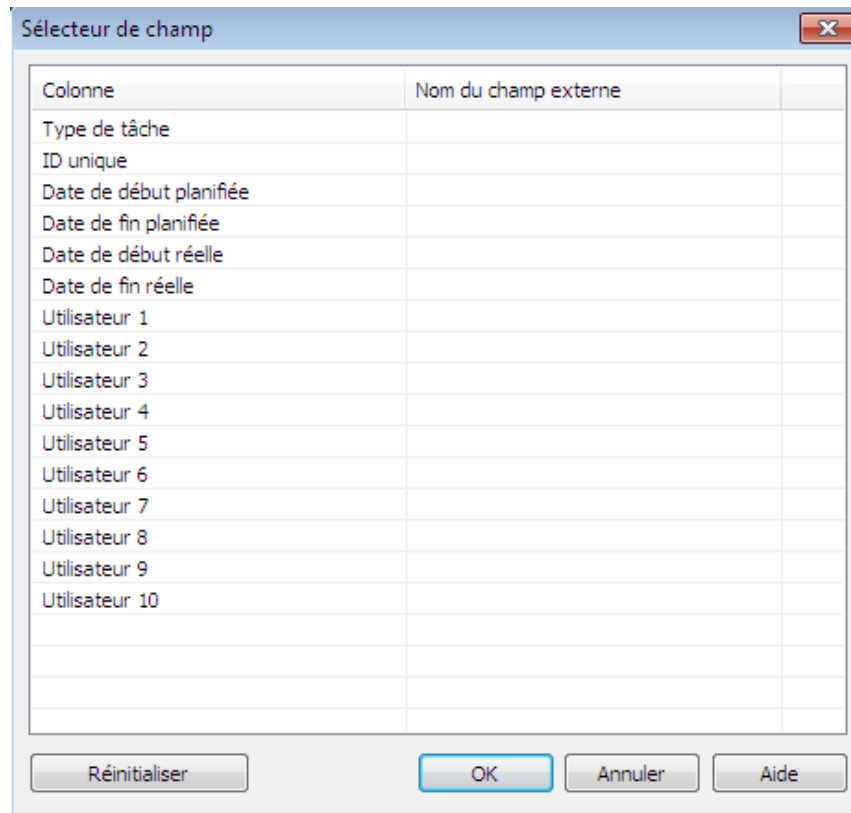 Sélecteur de champ
Colonne Nom du champ externe
Type de tâche
ID unique
Date de début planifiée
Date de fin planifiée
Date de début réelle
Date de fin réelle
Utilisateur 1
Utilisateur 2
Utilisateur 3
Utilisateur 4
Utilisateur 5
Utilisateur 6
Utilisateur 7
Utilisateur 8
Utilisateur 9
Utilisateur 10
Réinitialiser OK Annuler Aide